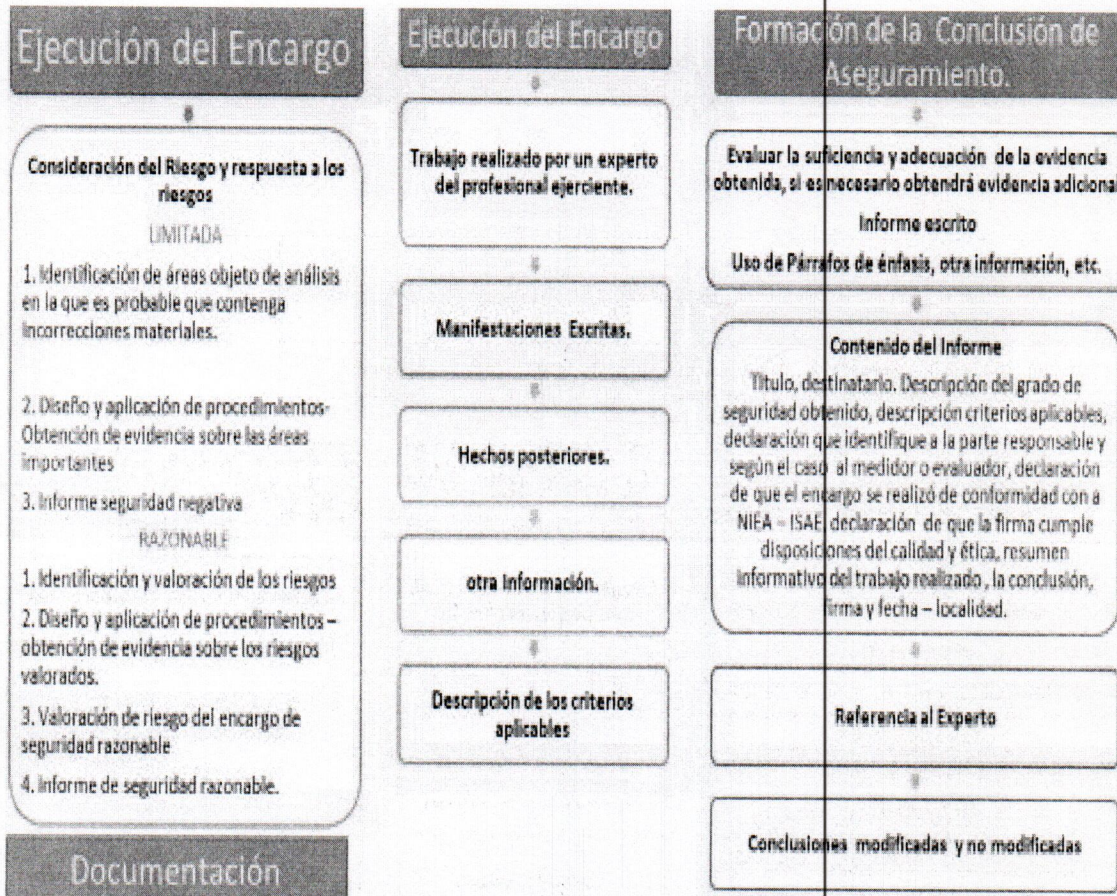 Ejecución del Encargo
Consideración del Riesgo y respuesta a los
riesgos
LIMITADA
1. Identificación de áreas objeto de análisis
en la que es probable que contenga
incorrecciones materiales.
2. Diseño y aplicación de procedimientos-
Obtención de evidencia sobre las áreas
importantes
3. Informe seguridad negativa
RAZONABLE
1. Identificación y valoración de los riesgos
2. Diseño y aplicación de procedimientos –
obtención de evidencia sobre los riesgos
valorados.
3. Valoración de riesgo del encargo de
seguridad razonable
4. Informe de seguridad razonable.
Documentación
Ejecución del Encargo
Trabajo realizado por un experto
del profesional ejerciente.
Manifestaciones Escritas.
Hechos posteriores.
otra Información.
Descripción de los criterios
aplicables
Formación de la Conclusión de
Aseguramiento.
Evaluar la suficiencia y adecuación de la evidencia
obtenida, si es necesario obtendrá evidencia adicional
Informe escrito
Uso de Párrafos de énfasis, otra información, etc.
Contenido del Informe
Titulo, destinatario. Descripción del grado de
seguridad obtenido, descripción criterios aplicables,
declaración que identifique a la parte responsable y
según el caso al medidor o evaluador, declaración
de que el encargo se realizó de conformidad con a
NIEA – ISAE, declaración de que la firma cumple
disposiciones del calidad y ética, resumen
informativo del trabajo realizado , la conclusión,
firma y fecha – localidad.
Referencia al Experto
Conclusiones modificadas y no modificadas